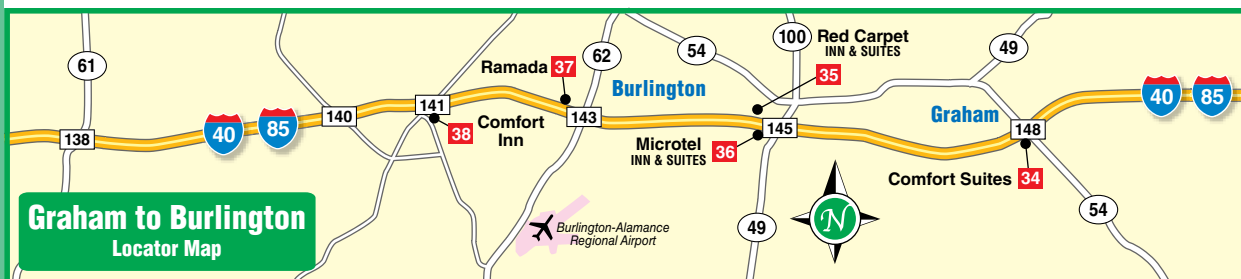 61
62
54
100
Red Carpet
INN & SUITES
49
35
Ramada 37
Burlington
40 85
141
140
143
38 Comfort
Inn
Graham
138
40 85
145
148
Microtel
INN & SUITES
36
Comfort Suites 34
Graham to Burlington
Locator Map
Burlington-Alamance
Regional Airport
49
N
54